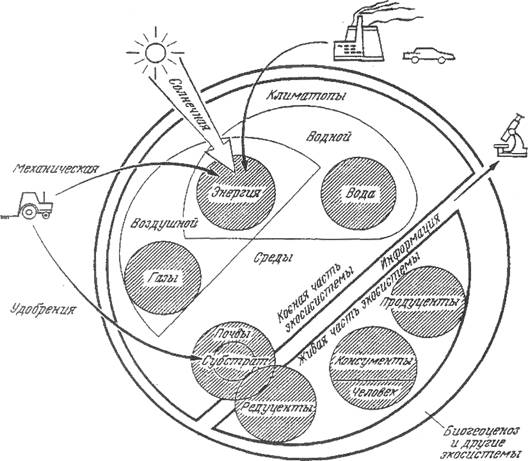 Солнечная
Климатопы
Водной
Механическая
Энергия
Вода
Воздушной
Среды
Газы
Информация
Косная часть
экосистемы
Живая часть экосистемы
Продуценты
Удобрения
Почвы
Субстрат
Консументы
Человек
Редуценты
Биогеоценоз
и другие
экосистемы